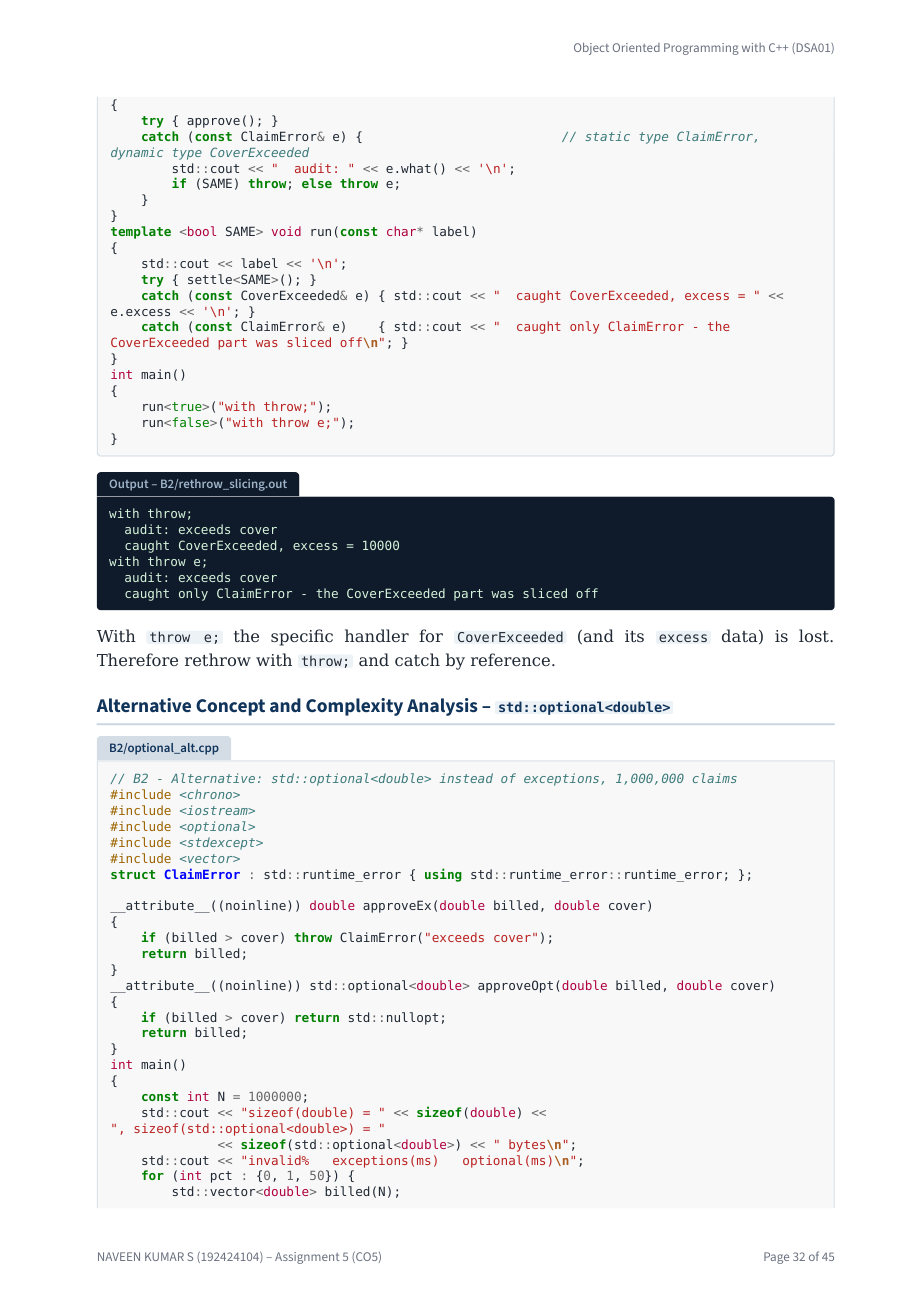 Object Oriented Programming with C++ (DSA01)
{
    try { approve(); }
    catch (const ClaimError& e) {                          // static type ClaimError,
dynamic type CoverExceeded
        std::cout << "  audit: " << e.what() << '\n';
        if (SAME) throw; else throw e;
    }
}
template <bool SAME> void run(const char* label)
{
    std::cout << label << '\n';
    try { settle<SAME>(); }
    catch (const CoverExceeded& e) { std::cout << "  caught CoverExceeded, excess = " <<
e.excess << '\n'; }
    catch (const ClaimError& e)    { std::cout << "  caught only ClaimError - the
CoverExceeded part was sliced off\n"; }
}
int main()
{
    run<true>("with throw;");
    run<false>("with throw e;");
}
Output – B2/rethrow_slicing.out
with throw;
  audit: exceeds cover
  caught CoverExceeded, excess = 10000
with throw e;
  audit: exceeds cover
  caught only ClaimError - the CoverExceeded part was sliced off
With throw e; the specific handler for CoverExceeded (and its excess data) is lost.
Therefore rethrow with throw; and catch by reference.
Alternative Concept and Complexity Analysis – std::optional<double>
B2/optional_alt.cpp
// B2 - Alternative: std::optional<double> instead of exceptions, 1,000,000 claims
#include <chrono>
#include <iostream>
#include <optional>
#include <stdexcept>
#include <vector>
struct ClaimError : std::runtime_error { using std::runtime_error::runtime_error; };

__attribute__((noinline)) double approveEx(double billed, double cover)
{
    if (billed > cover) throw ClaimError("exceeds cover");
    return billed;
}
__attribute__((noinline)) std::optional<double> approveOpt(double billed, double cover)
{
    if (billed > cover) return std::nullopt;
    return billed;
}
int main()
{
    const int N = 1000000;
    std::cout << "sizeof(double) = " << sizeof(double) <<
", sizeof(std::optional<double>) = "
              << sizeof(std::optional<double>) << " bytes\n";
    std::cout << "invalid%   exceptions(ms)   optional(ms)\n";
    for (int pct : {0, 1, 50}) {
        std::vector<double> billed(N);
NAVEEN KUMAR S (192424104) – Assignment 5 (CO5)
Page 32 of 45